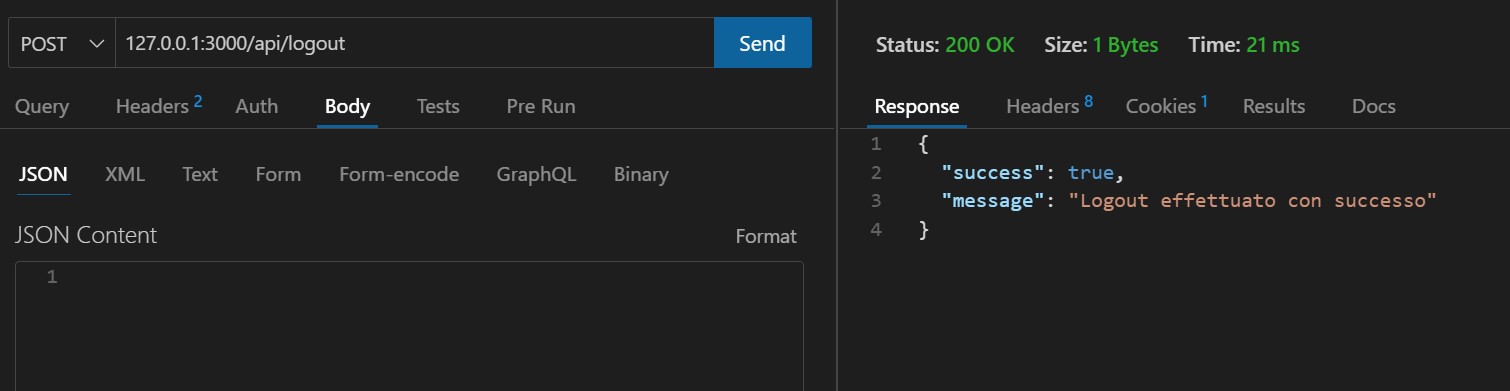 POST 127.0.0.1:3000/api/logout Send
Query Headers 2 Auth Body Tests Pre Run
JSON XML Text Form Form-encode GraphQL Binary
JSON Content Format
1
Status: 200 OK Size: 1 Bytes Time: 21 ms
Response Headers 8 Cookies 1 Results Docs
1 {
2 "success": true,
3 "message": "Logout effettuato con successo"
4 }